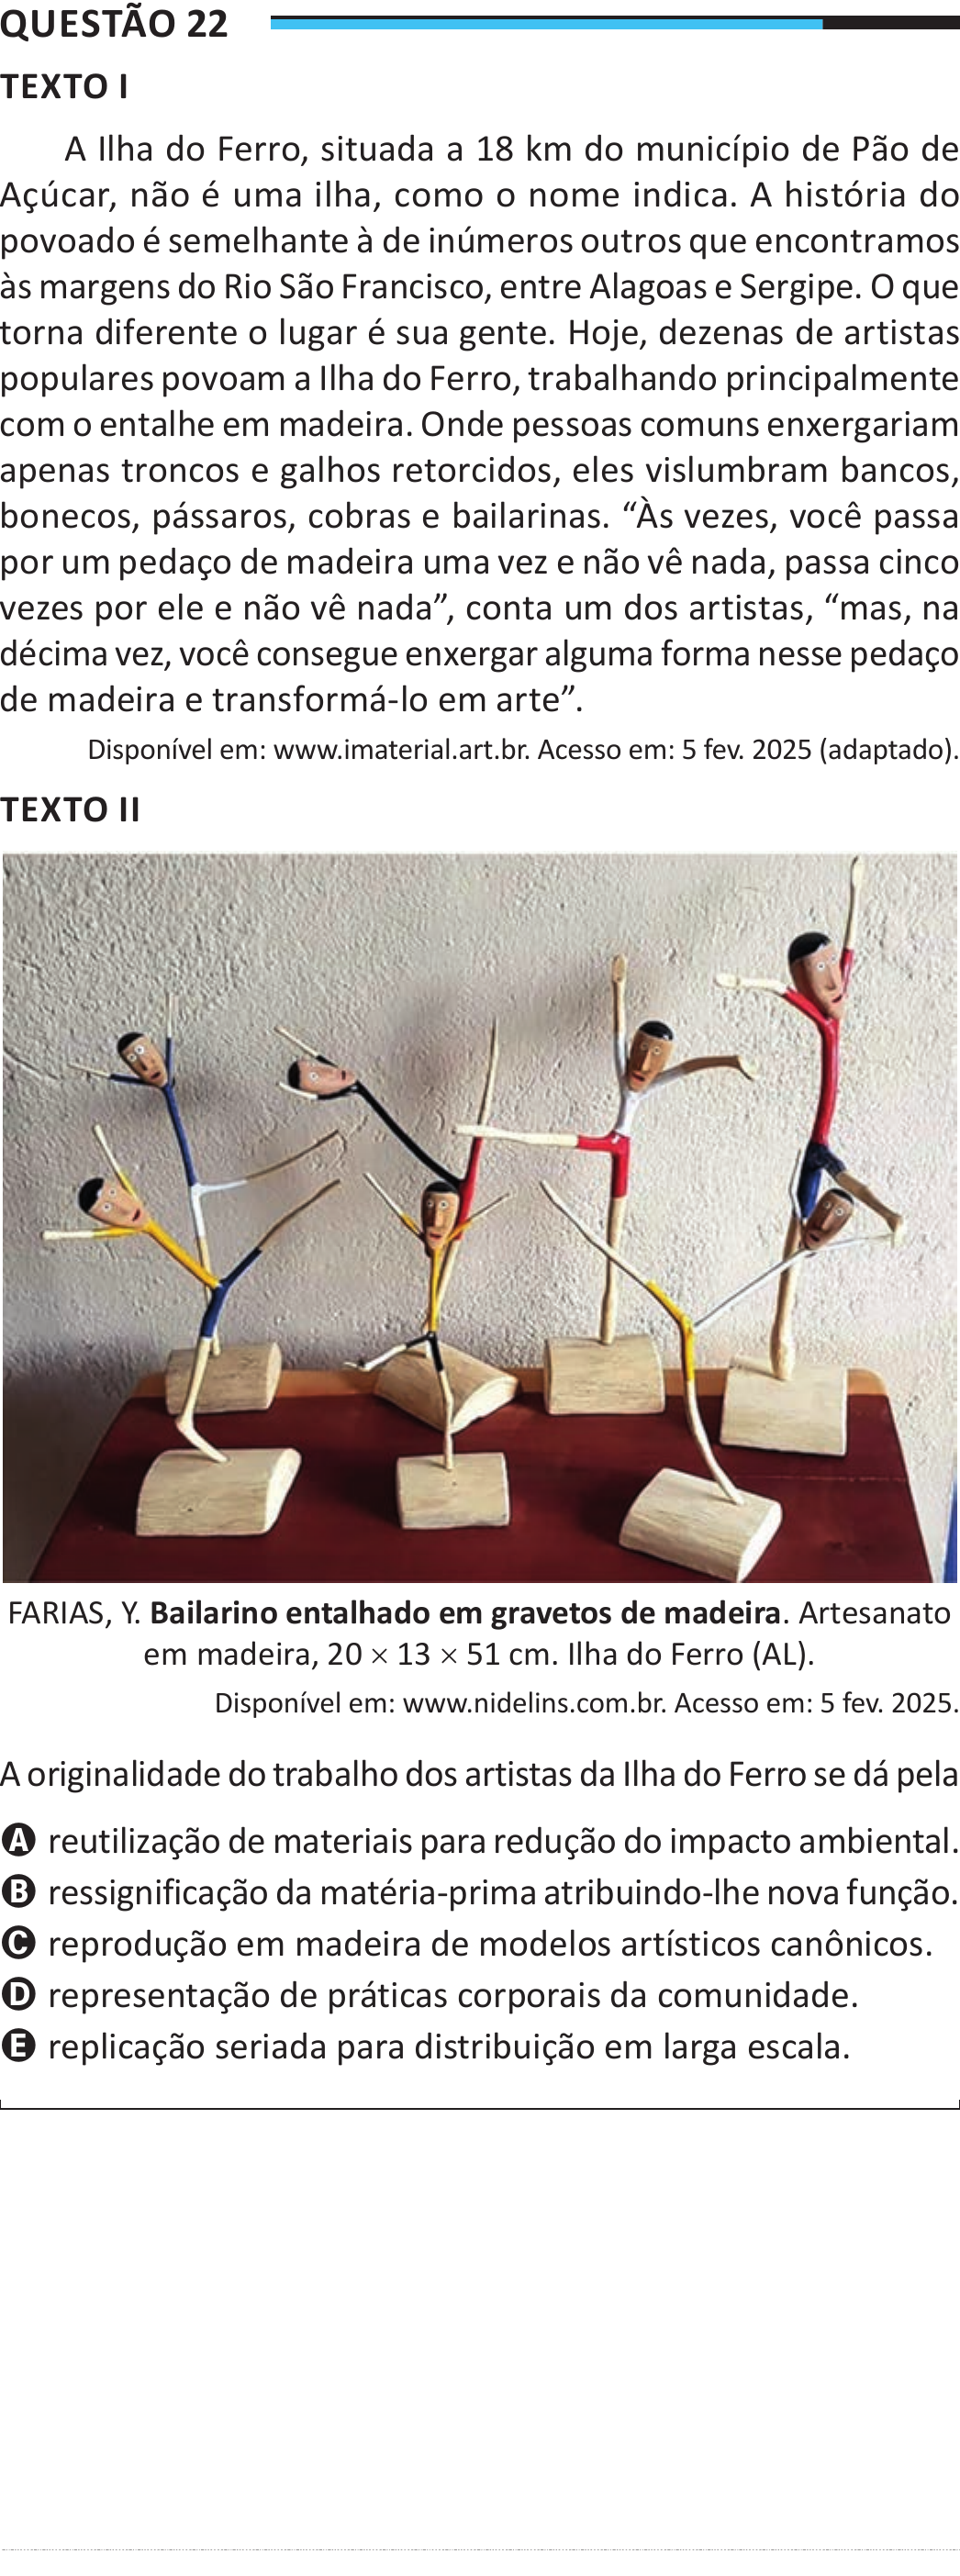 QUESTÃO 22
TEXTO I
A Ilha do Ferro, situada a 18 km do município de Pão de
Açúcar, não é uma ilha, como o nome indica. A história do
povoado é semelhante à de inúmeros outros que encontramos
às margens do Rio São Francisco, entre Alagoas e Sergipe. O que
torna diferente o lugar é sua gente. Hoje, dezenas de artistas
populares povoam a Ilha do Ferro, trabalhando principalmente
com o entalhe em madeira. Onde pessoas comuns enxergariam
apenas troncos e galhos retorcidos, eles vislumbram bancos,
bonecos, pássaros, cobras e bailarinas. “Às vezes, você passa
por um pedaço de madeira uma vez e não vê nada, passa cinco
vezes por ele e não vê nada”, conta um dos artistas, “mas, na
décima vez, você consegue enxergar alguma forma nesse pedaço
de madeira e transformá-lo em arte”.
Disponível em: www.imaterial.art.br. Acesso em: 5 fev. 2025 (adaptado).
TEXTO II
FARIAS, Y. Bailarino entalhado em gravetos de madeira. Artesanato
em madeira, 20 × 13 × 51 cm. Ilha do Ferro (AL).
Disponível em: www.nidelins.com.br. Acesso em: 5 fev. 2025.
A originalidade do trabalho dos artistas da Ilha do Ferro se dá pela
A reutilização de materiais para redução do impacto ambiental.
B ressignificação da matéria-prima atribuindo-lhe nova função.
C reprodução em madeira de modelos artísticos canônicos.
D representação de práticas corporais da comunidade.
E replicação seriada para distribuição em larga escala.